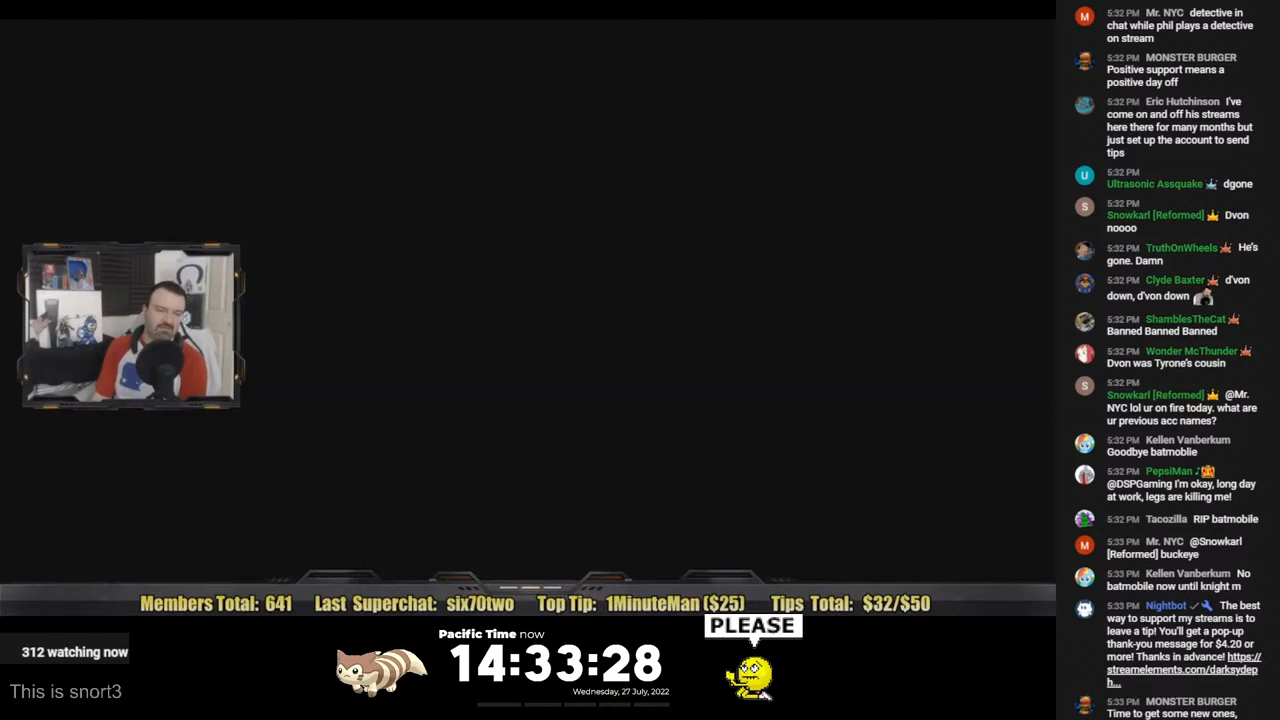 5:32 PM Mr. NYC detective in
chat while phil plays a detective
on stream
5:32 PM MONSTER BURGER
Positive support means a
positive day off
5:32 PM Eric Hutchinson I've
come on and off his streams
here there for many months but
just set up the account to send
tips
5:32 PM
Ultrasonic Assquake dgone
5:32 PM
Snowkarl [Reformed] Dvon
noooo
5:32 PM TruthOnWheels He's
gone. Damn
5:32 PM Clyde Baxter d'von
down, d'von down
5:32 PM ShamblesTheCat
Banned Banned Banned
5:32 PM Wonder McThunder
Dvon was Tyrone's cousin
5:32 PM
Snowkarl [Reformed] @Mr.
NYC lol ur on fire today. what are
ur previous acc names?
5:32 PM Kellen Vanberkum
Goodbye batmoblie
5:32 PM PepsiMan
@DSPGaming I'm okay, long day
at work, legs are killing me!
5:32 PM Tacozilla RIP batmobile
5:33 PM Mr. NYC @Snowkarl
[Reformed] buckeye
5:33 PM Kellen Vanberkum No
batmobile now until knight m
5:33 PM Nightbot The best
way to support my streams is to
leave a tip! You'll get a pop-up
thank-you message for $4.20 or
more! Thanks in advance! https://
streamelements.com/darksydep
h...
5:33 PM MONSTER BURGER
Time to get some new ones,
Members Total: 641 Last Superchat: six70two Top Tip: 1MinuteMan ($25) Tips Total: $32/$50
312 watching now
This is snort3
Pacific Time now
14:33:28
Wednesday, 27 July, 2022
PLEASE
M
U
S
S
M